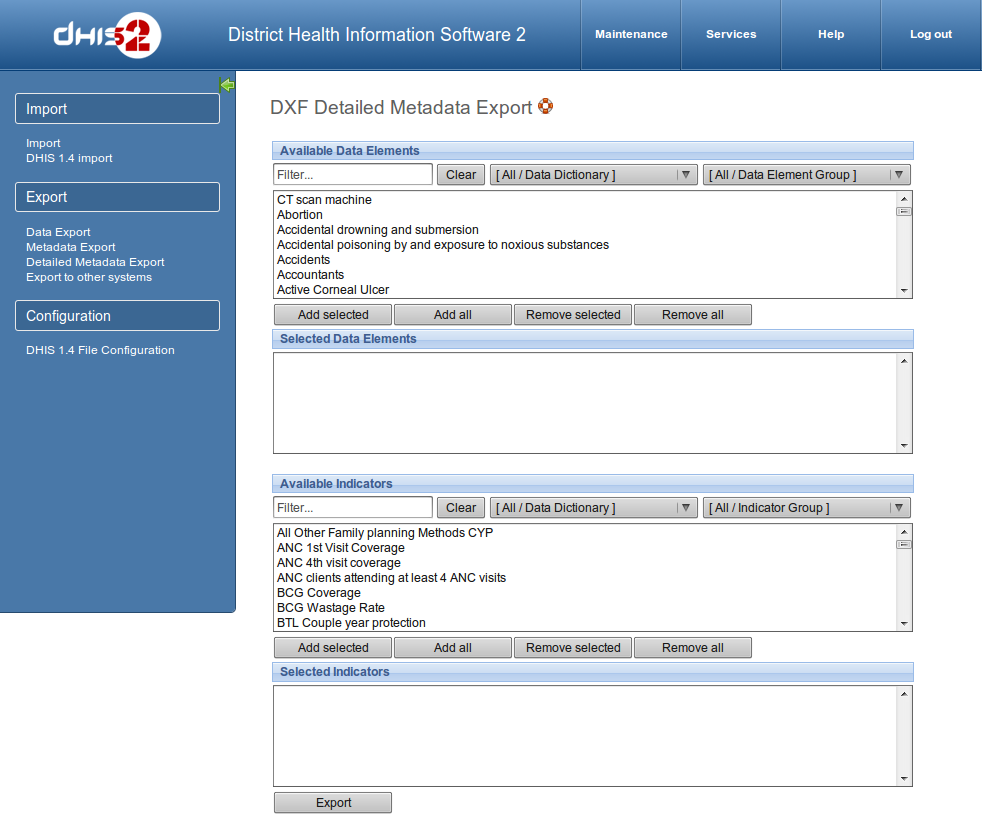 dHIS2
District Health Information Software 2
Maintenance
Services
Help
Log out
Import
Import
DHIS 1.4 import
Export
Data Export
Metadata Export
Detailed Metadata Export
Export to other systems
Configuration
DHIS 1.4 File Configuration
DXF Detailed Metadata Export
Available Data Elements
Filter... Clear [ All / Data Dictionary ] [ All / Data Element Group ]
CT scan machine
Abortion
Accidental drowning and submersion
Accidental poisoning by and exposure to noxious substances
Accidents
Accountants
Active Corneal Ulcer
Add selected Add all Remove selected Remove all
Selected Data Elements
Available Indicators
Filter... Clear [ All / Data Dictionary ] [ All / Indicator Group ]
All Other Family planning Methods CYP
ANC 1st Visit Coverage
ANC 4th visit coverage
ANC clients attending at least 4 ANC visits
BCG Coverage
BCG Wastage Rate
BTL Couple year protection
Add selected Add all Remove selected Remove all
Selected Indicators
Export